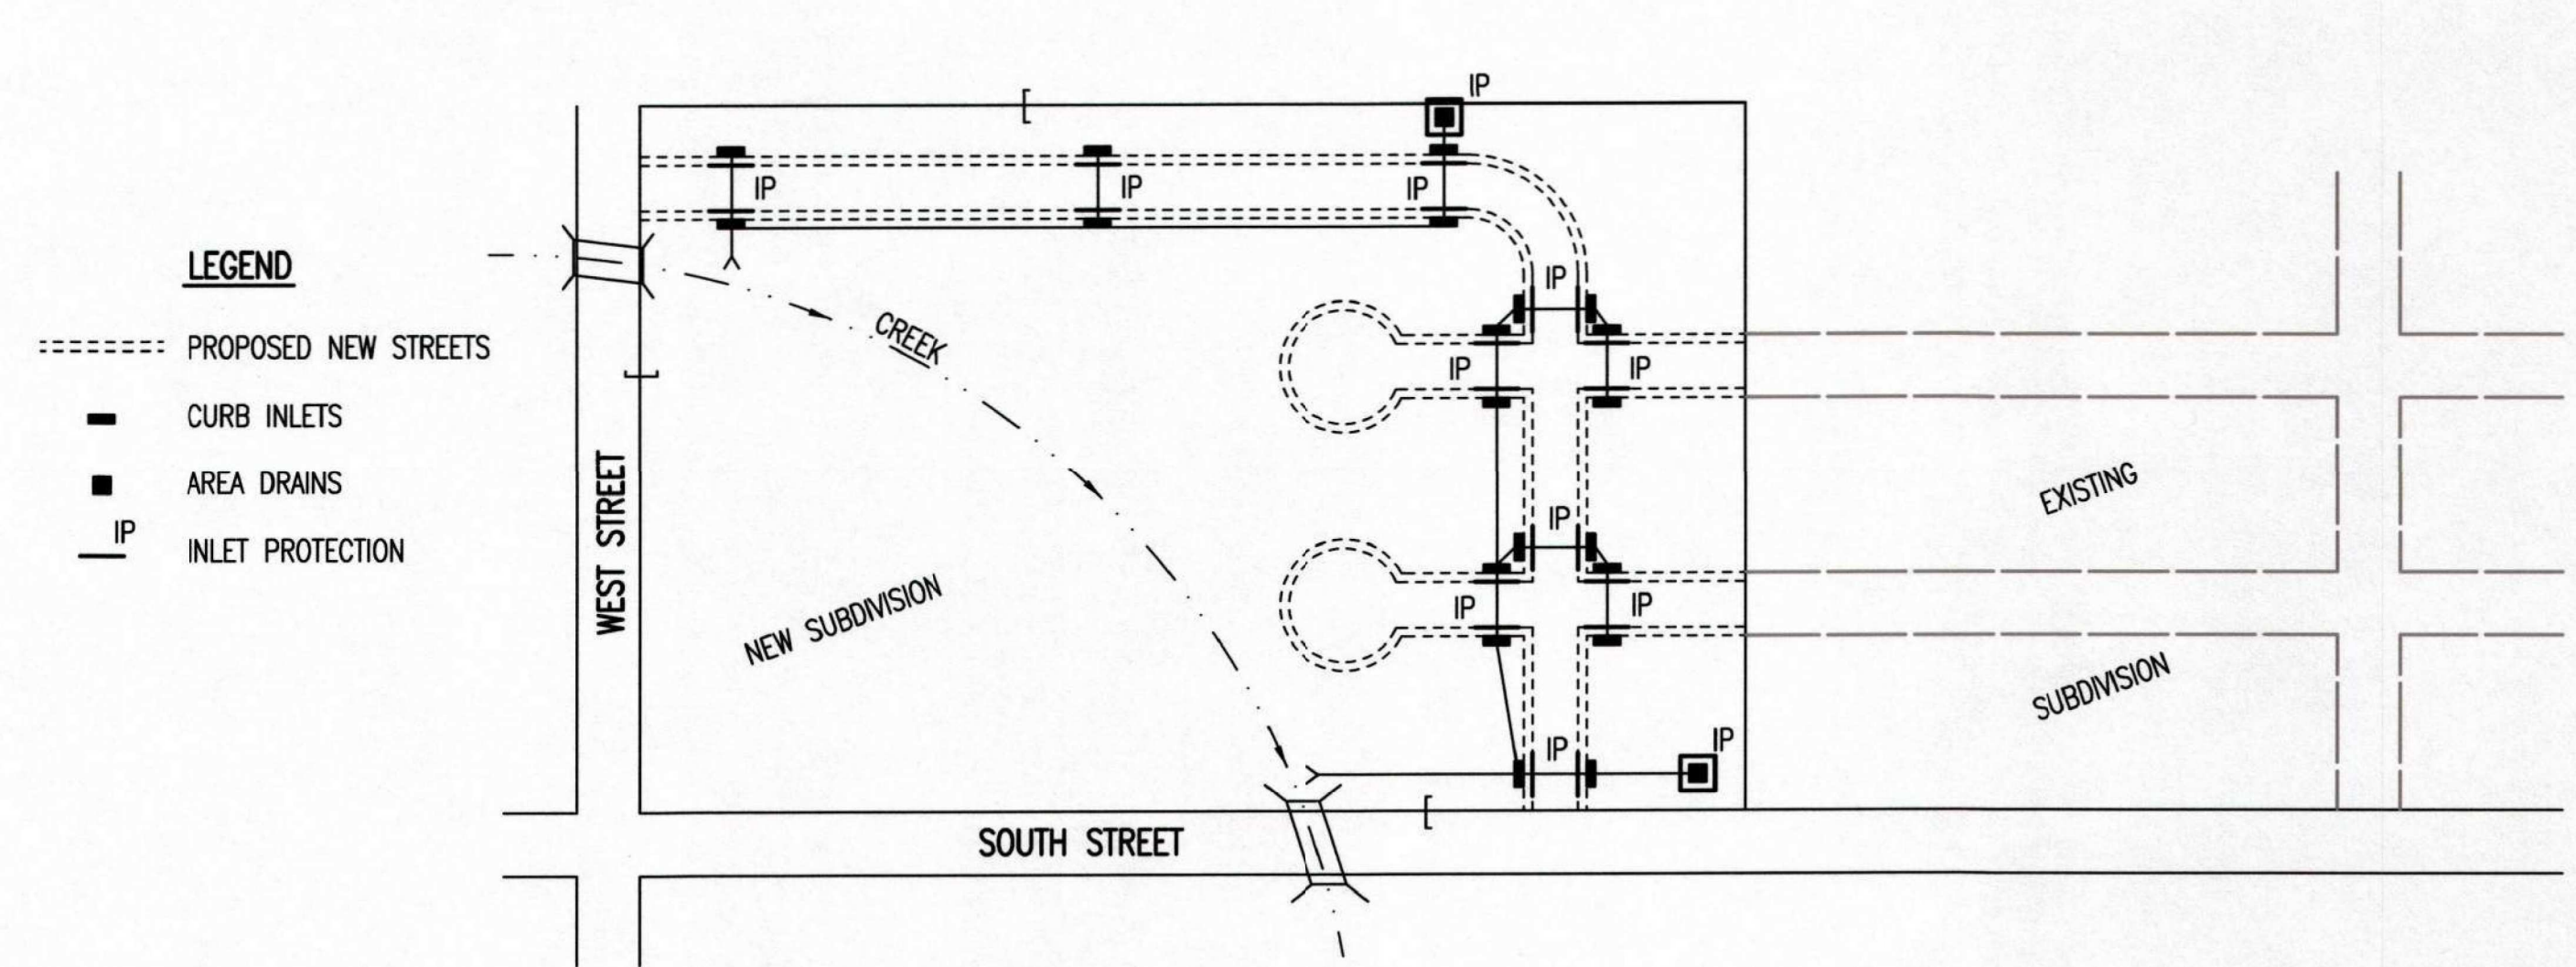 IP
IP
IP
IP
LEGEND
IP
PROPOSED NEW STREETS
CREEK
IP
IP
CURB INLETS
AREA DRAINS
EXISTING
IP
IP
INLET PROTECTION
WEST STREET
NEW SUBDIVISION
IP
IP
SUBDIVISION
IP
IP
SOUTH STREET